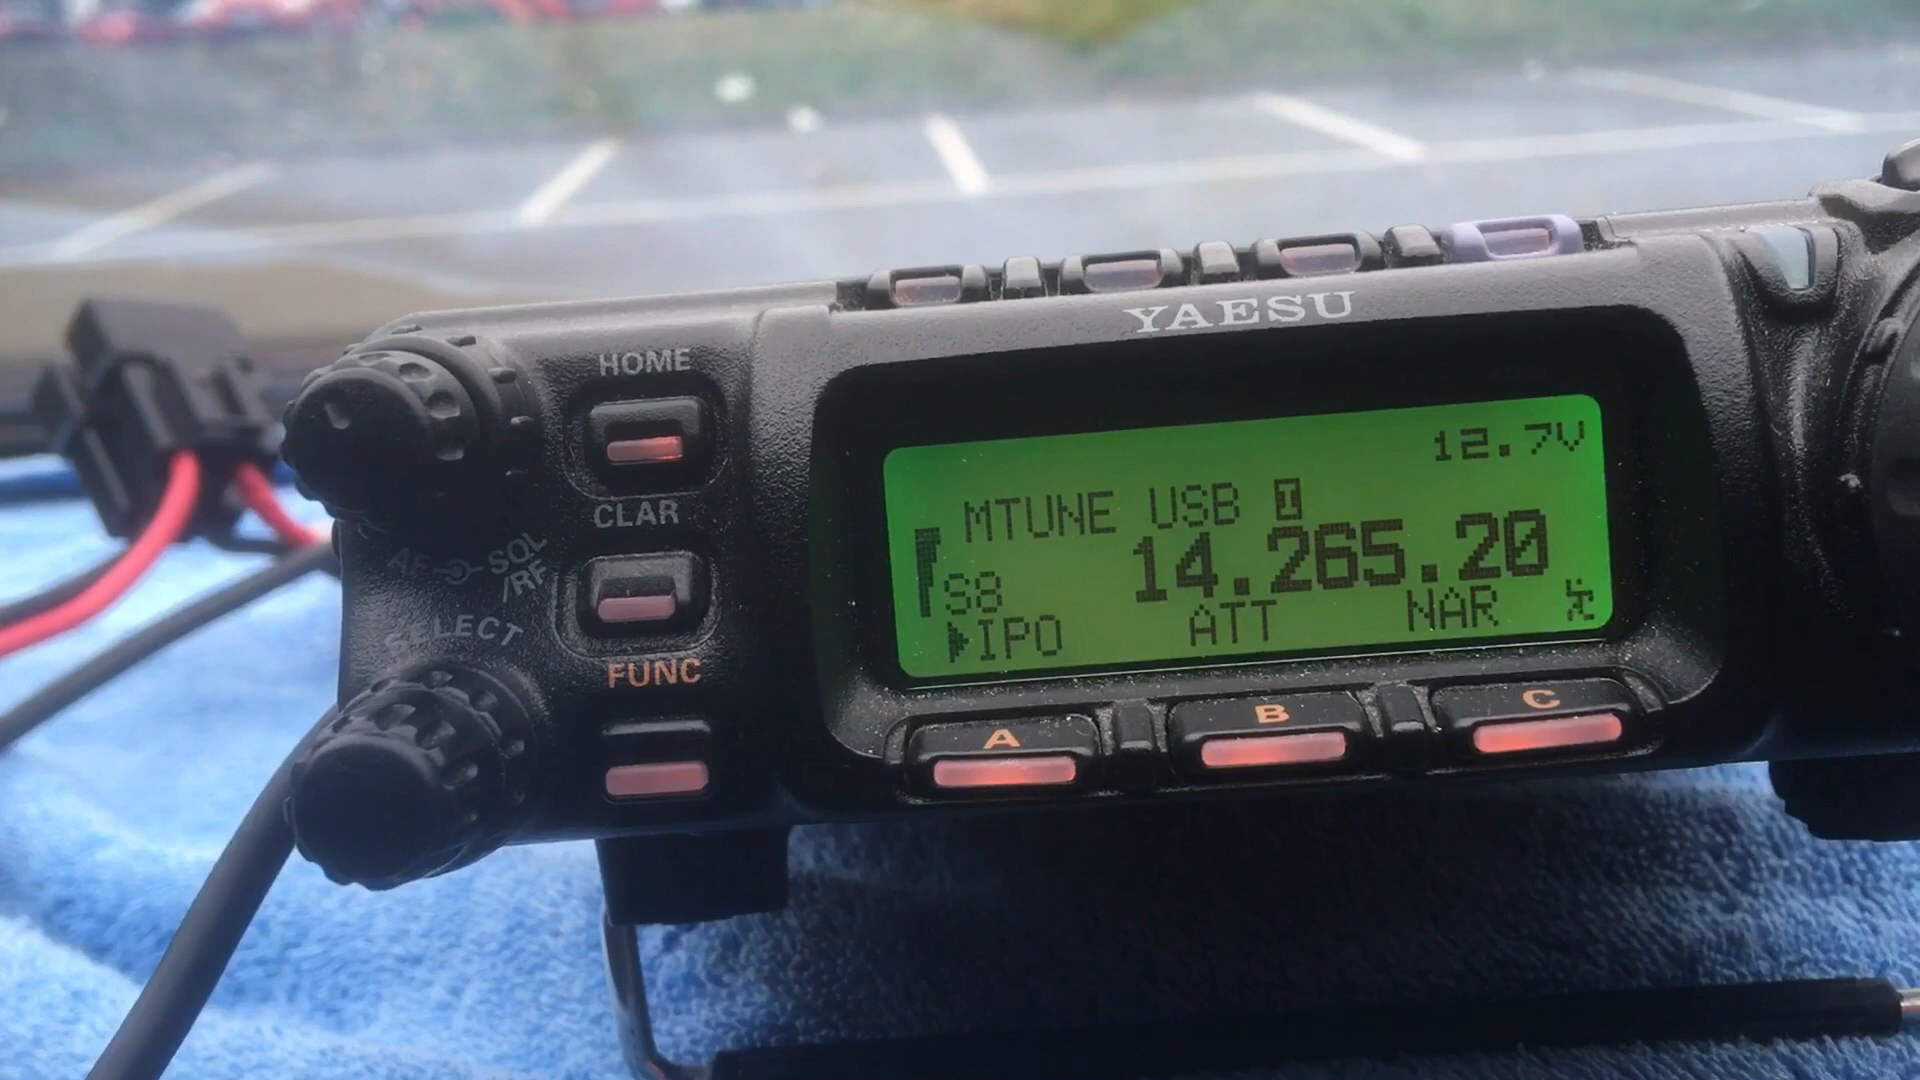 YAESU
HOME
12.7V
MTUNE USB I
CLAR
14.265.20
S8
AF SQL
/RF
IPO ATT NAR
SELECT
FUNC
A B C